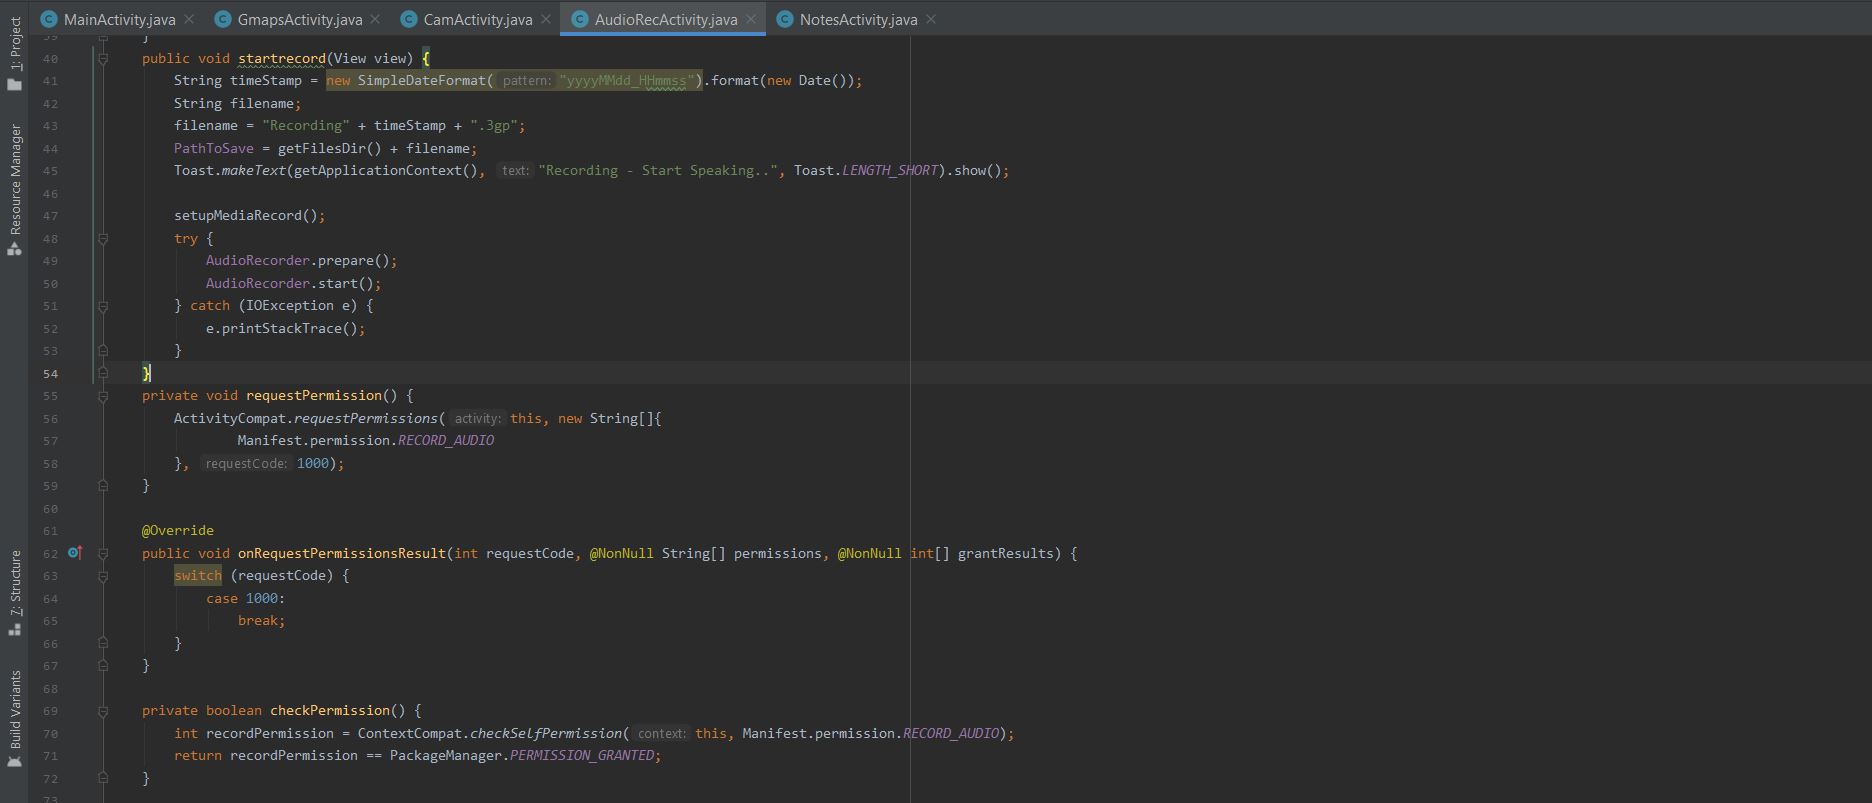 MainActivity.java GmapsActivity.java CamActivity.java AudioRecActivity.java NotesActivity.java
1: Project
Resource Manager
7: Structure
Build Variants
39 }
40 public void startrecord(View view) {
41 String timeStamp = new SimpleDateFormat( pattern: "yyyyMMdd_HHmmss").format(new Date());
42 String filename;
43 filename = "Recording" + timeStamp + ".3gp";
44 PathToSave = getFilesDir() + filename;
45 Toast.makeText(getApplicationContext(), text: "Recording - Start Speaking..", Toast.LENGTH_SHORT).show();
46
47 setupMediaRecord();
48 try {
49 AudioRecorder.prepare();
50 AudioRecorder.start();
51 } catch (IOException e) {
52 e.printStackTrace();
53 }
54 }
55 private void requestPermission() {
56 ActivityCompat.requestPermissions( activity: this, new String[]{
57 Manifest.permission.RECORD_AUDIO
58 }, requestCode: 1000);
59 }
60
61 @Override
62 public void onRequestPermissionsResult(int requestCode, @NonNull String[] permissions, @NonNull int[] grantResults) {
63 switch (requestCode) {
64 case 1000:
65 break;
66 }
67 }
68
69 private boolean checkPermission() {
70 int recordPermission = ContextCompat.checkSelfPermission( context: this, Manifest.permission.RECORD_AUDIO);
71 return recordPermission == PackageManager.PERMISSION_GRANTED;
72 }
73